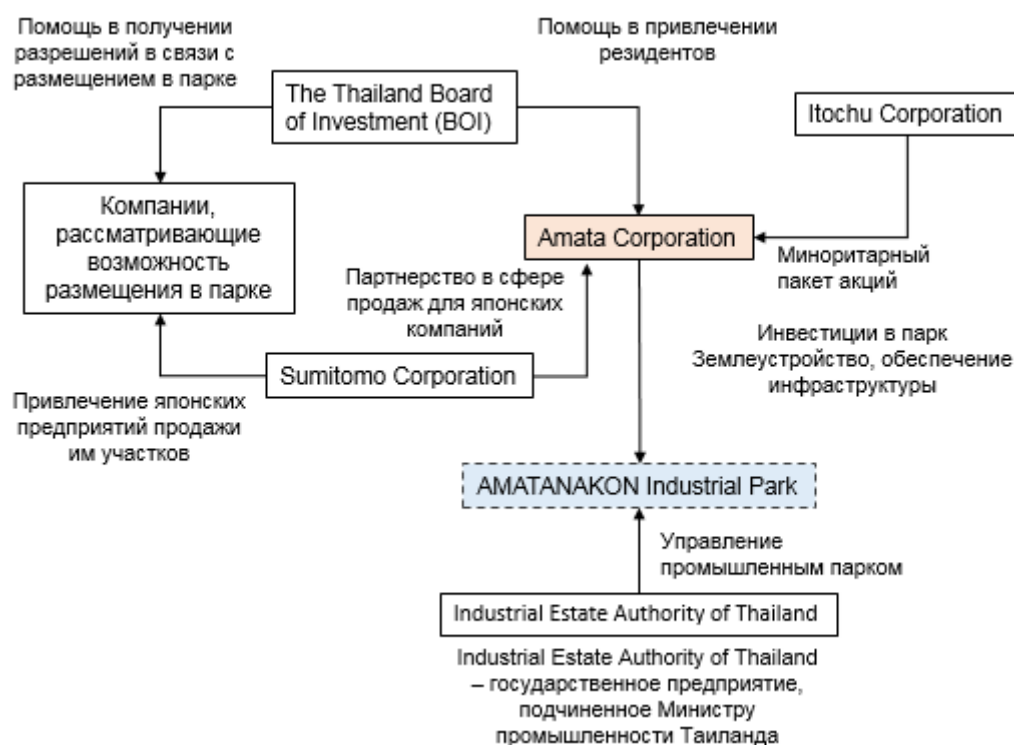 Помощь в получении
разрешений в связи с
размещением в парке
Помощь в привлечении
резидентов
The Thailand Board
of Investment (BOI)
Itochu Corporation
Компании,
рассматривающие
возможность
размещения в парке
Amata Corporation
Миноритарный
пакет акций
Партнерство в сфере
продаж для японских
компаний
Инвестиции в парк
Землеустройство, обеспечение
инфраструктуры
Sumitomo Corporation
Привлечение японских
предприятий продажи
им участков
AMATANAKON Industrial Park
Управление
промышленным парком
Industrial Estate Authority of Thailand
Industrial Estate Authority of Thailand
– государственное предприятие,
подчиненное Министру
промышленности Таиланда